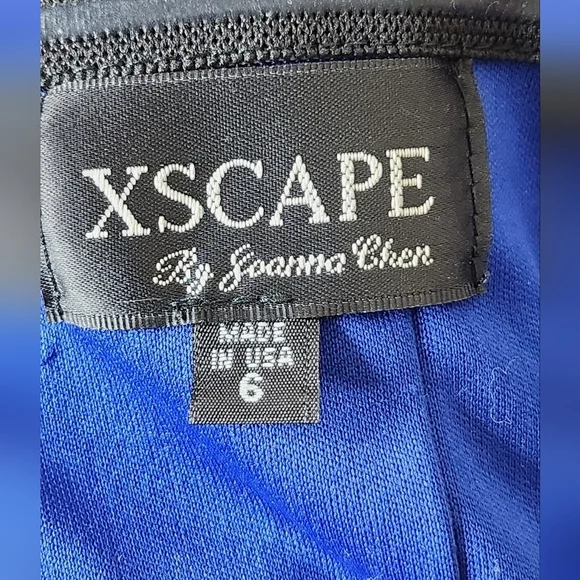 XSCAPE
By Joanna Chen
MADE
IN USA
6